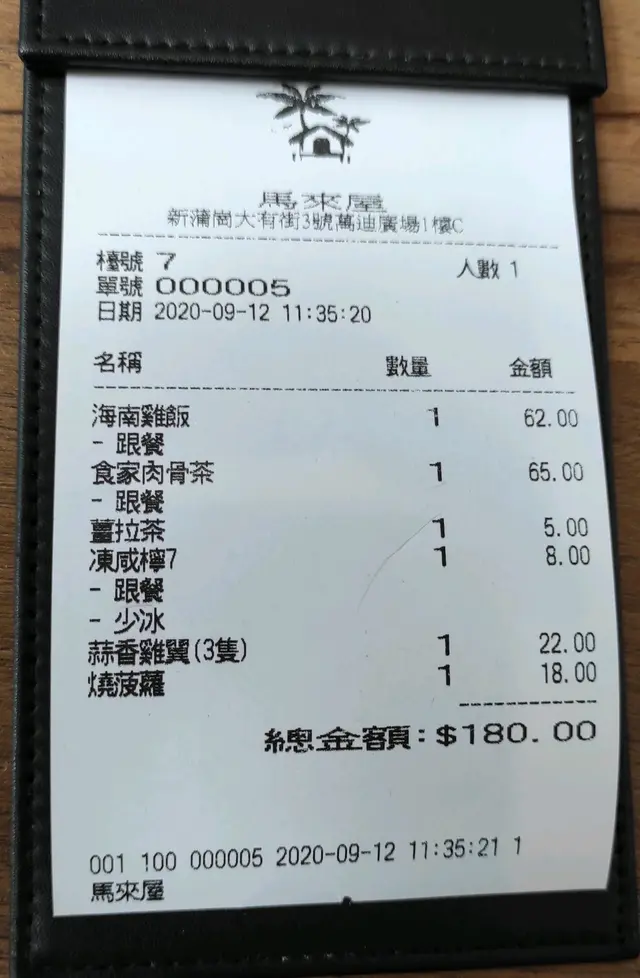 馬來屋
新蒲崗大有街3號萬迪廣場1樓C
檯號 7 人數 1
單號 000005
日期 2020-09-12 11:35:20
名稱 數量 金額
海南雞飯 1 62.00
- 跟餐
食家肉骨茶 1 65.00
- 跟餐
薑拉茶 1 5.00
凍咸檸7 1 8.00
- 跟餐
- 少冰
蒜香雞翼(3隻) 1 22.00
燒菠蘿 1 18.00
總金額:$180.00
001 100 000005 2020-09-12 11:35:21 1
馬來屋